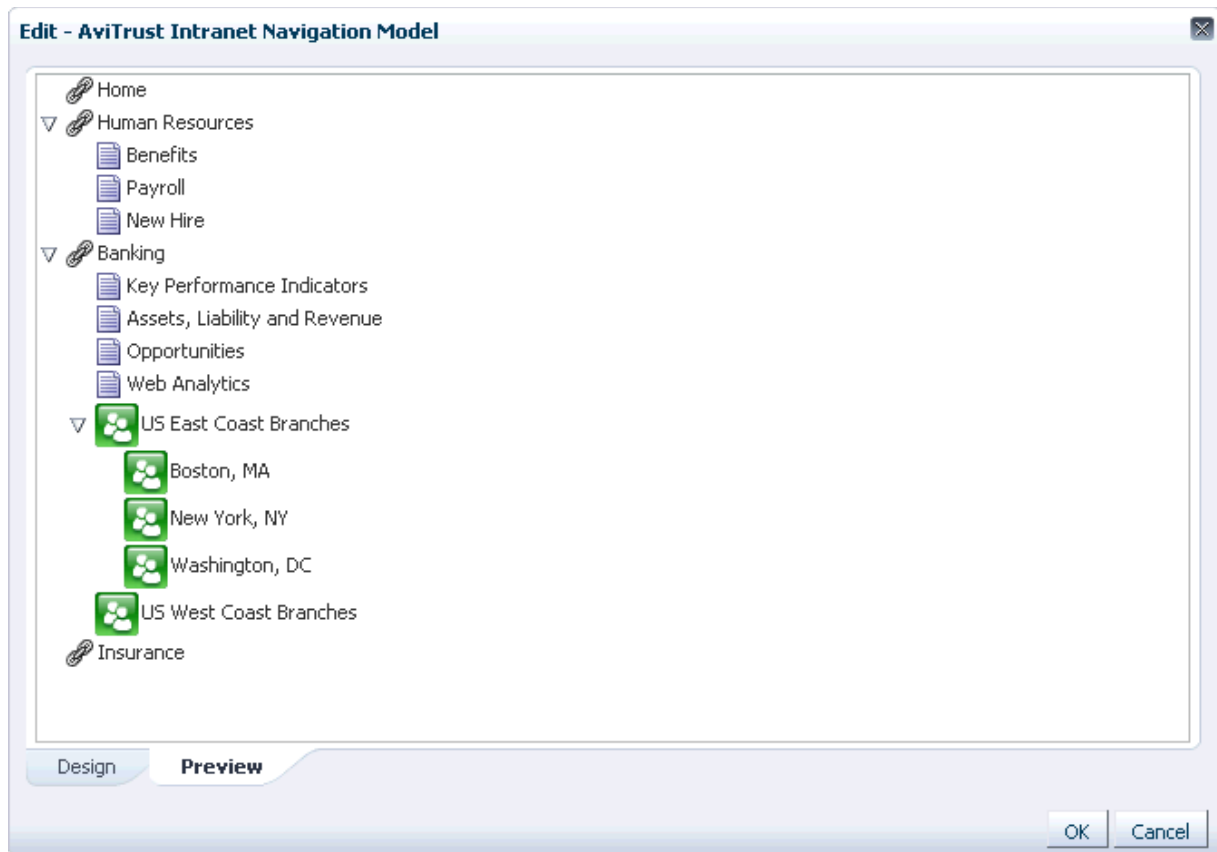 Edit - AviTrust Intranet Navigation Model
Home
Human Resources
Benefits
Payroll
New Hire
Banking
Key Performance Indicators
Assets, Liability and Revenue
Opportunities
Web Analytics
US East Coast Branches
Boston, MA
New York, NY
Washington, DC
US West Coast Branches
Insurance
Design Preview
OK Cancel